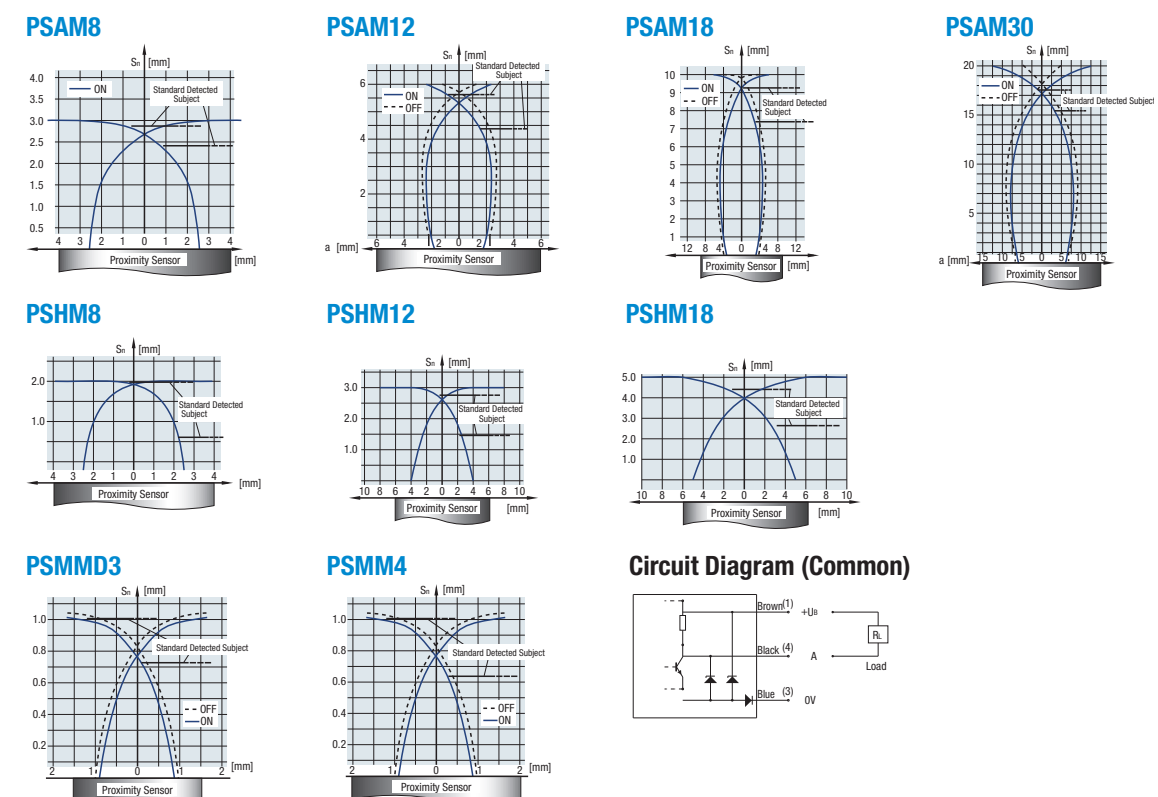 PSAM8
Sn [mm]
4.0
3.5
3.0
2.5
2.0
1.5
1.0
0.5
ON
Standard Detected
Subject
4 3 2 1 0 1 2 3 4
[mm]
Proximity Sensor
PSAM12
Sn [mm]
6
4
2
ON
OFF
Standard Detected
Subject
a [mm]
6 4 2 0 2 4 6
Proximity Sensor
PSAM18
Sn [mm]
10
9
8
7
6
5
4
3
2
1
ON
OFF
Standard Detected
Subject
12 8 4 0 4 8 12
[mm]
Proximity Sensor
PSAM30
Sn [mm]
20
15
10
5
ON
OFF
Standard Detected Subject
a [mm]
15 10 5 0 5 10 15
Proximity Sensor
PSHM8
Sn [mm]
2.0
1.0
Standard Detected
Subject
4 3 2 1 0 1 2 3 4
[mm]
Proximity Sensor
PSHM12
Sn [mm]
3.0
2.0
1.0
Standard Detected
Subject
10 8 6 4 2 0 2 4 6 8 10
Proximity Sensor
[mm]
PSHM18
Sn [mm]
5.0
4.0
3.0
2.0
1.0
Standard Detected
Subject
10 8 6 4 2 0 2 4 6 8 10
Proximity Sensor
[mm]
PSMMD3
Sn [mm]
1.0
0.8
0.6
0.4
0.2
Standard Detected Subject
OFF
ON
2 1 0 1 2
[mm]
Proximity Sensor
PSMM4
Sn [mm]
1.0
0.8
0.6
0.4
0.2
Standard Detected Subject
OFF
ON
2 1 0 1 2
[mm]
Proximity Sensor
Circuit Diagram (Common)
Brown(1) +UB
RL
Black (4) A
Load
Blue (3) 0V